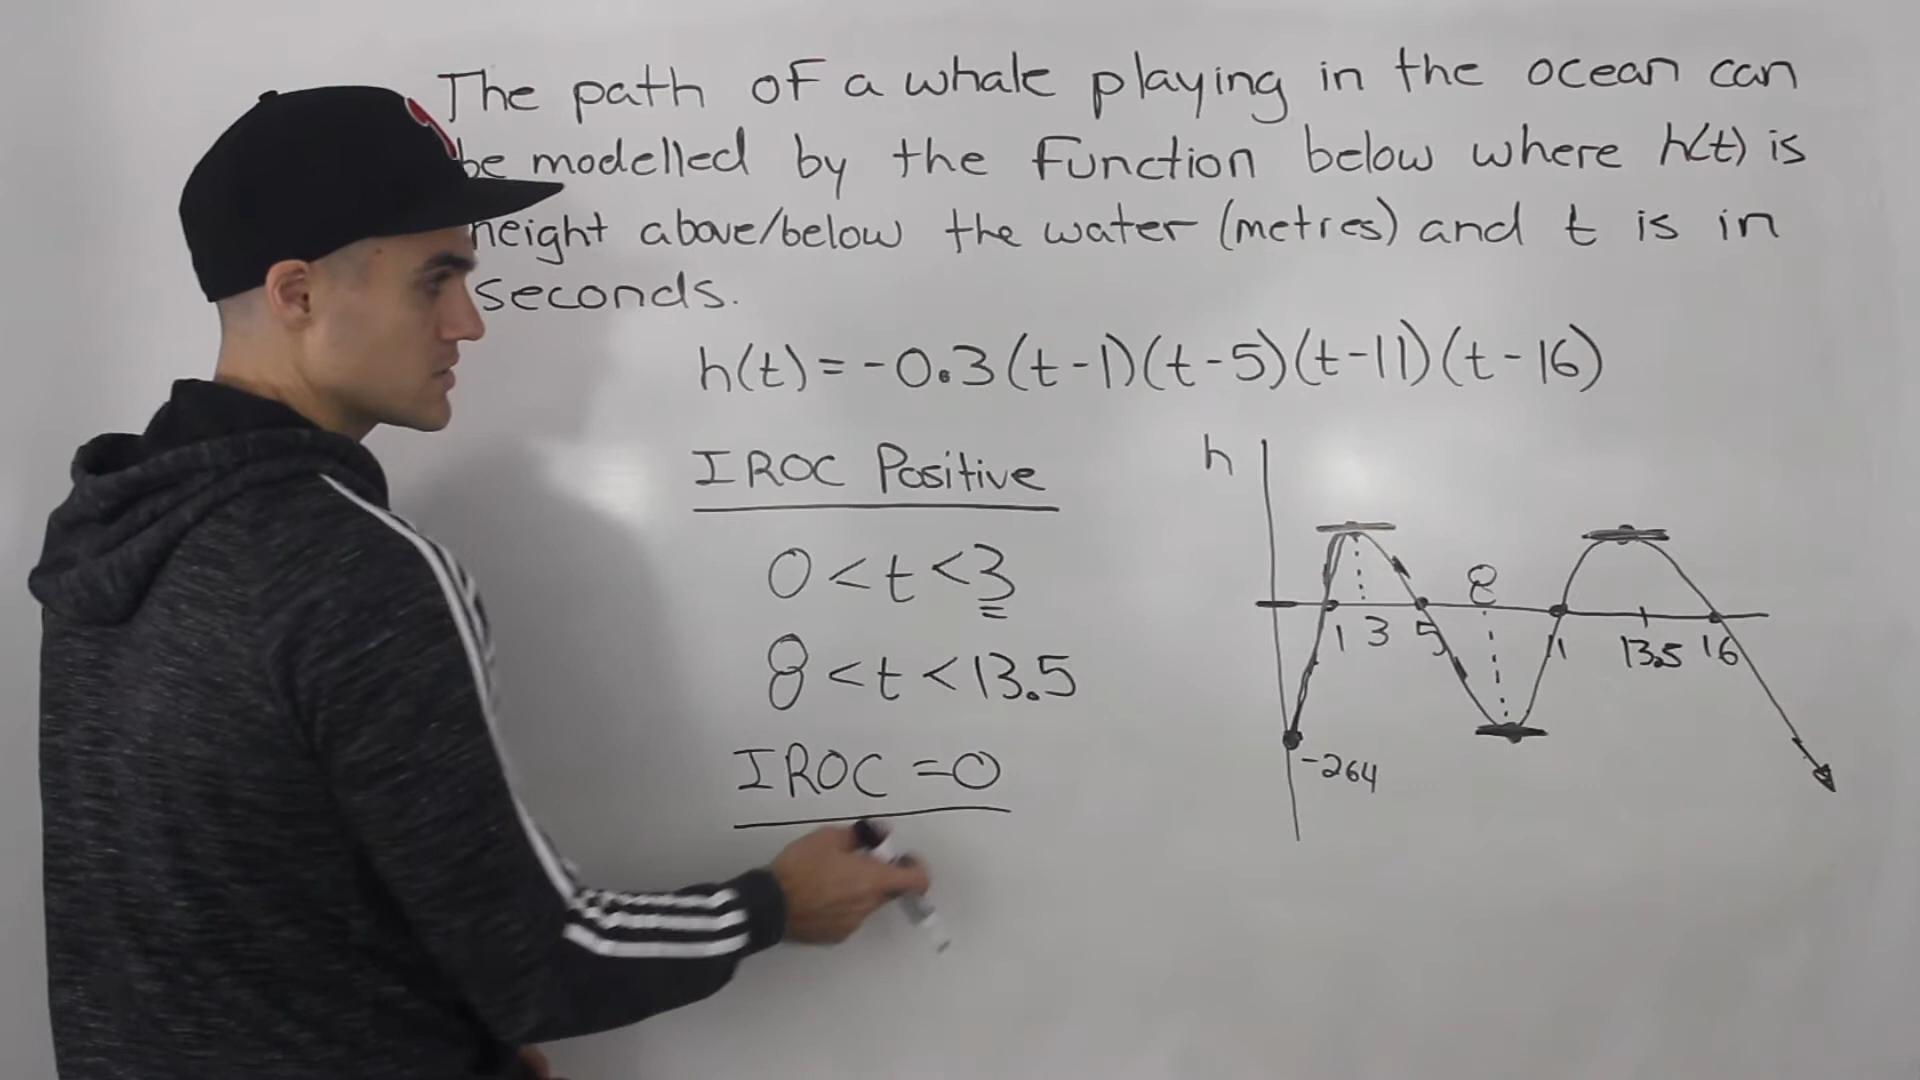 The path of a whale playing in the ocean can
be modelled by the function below where h(t) is
height above/below the water (metres) and t is in
seconds.
h(t) = -0.3(t-1)(t-5)(t-11)(t-16)
IROC Positive
0 < t < 3
8 < t < 13.5
IROC = 0
h
8
1 3 5 11 13.5 16
-264